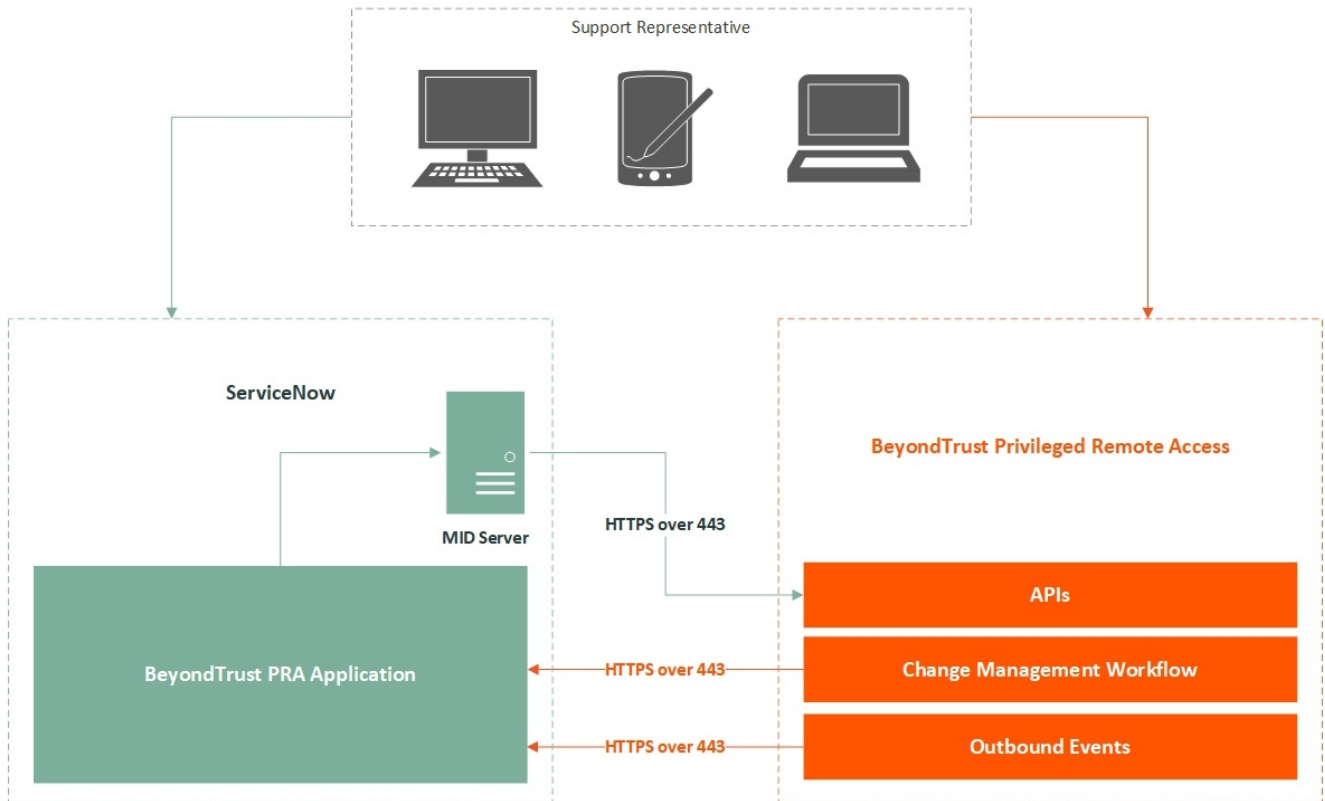 Support Representative
ServiceNow
MID Server
HTTPS over 443
BeyondTrust Privileged Remote Access
APIs
BeyondTrust PRA Application
HTTPS over 443
Change Management Workflow
HTTPS over 443
Outbound Events